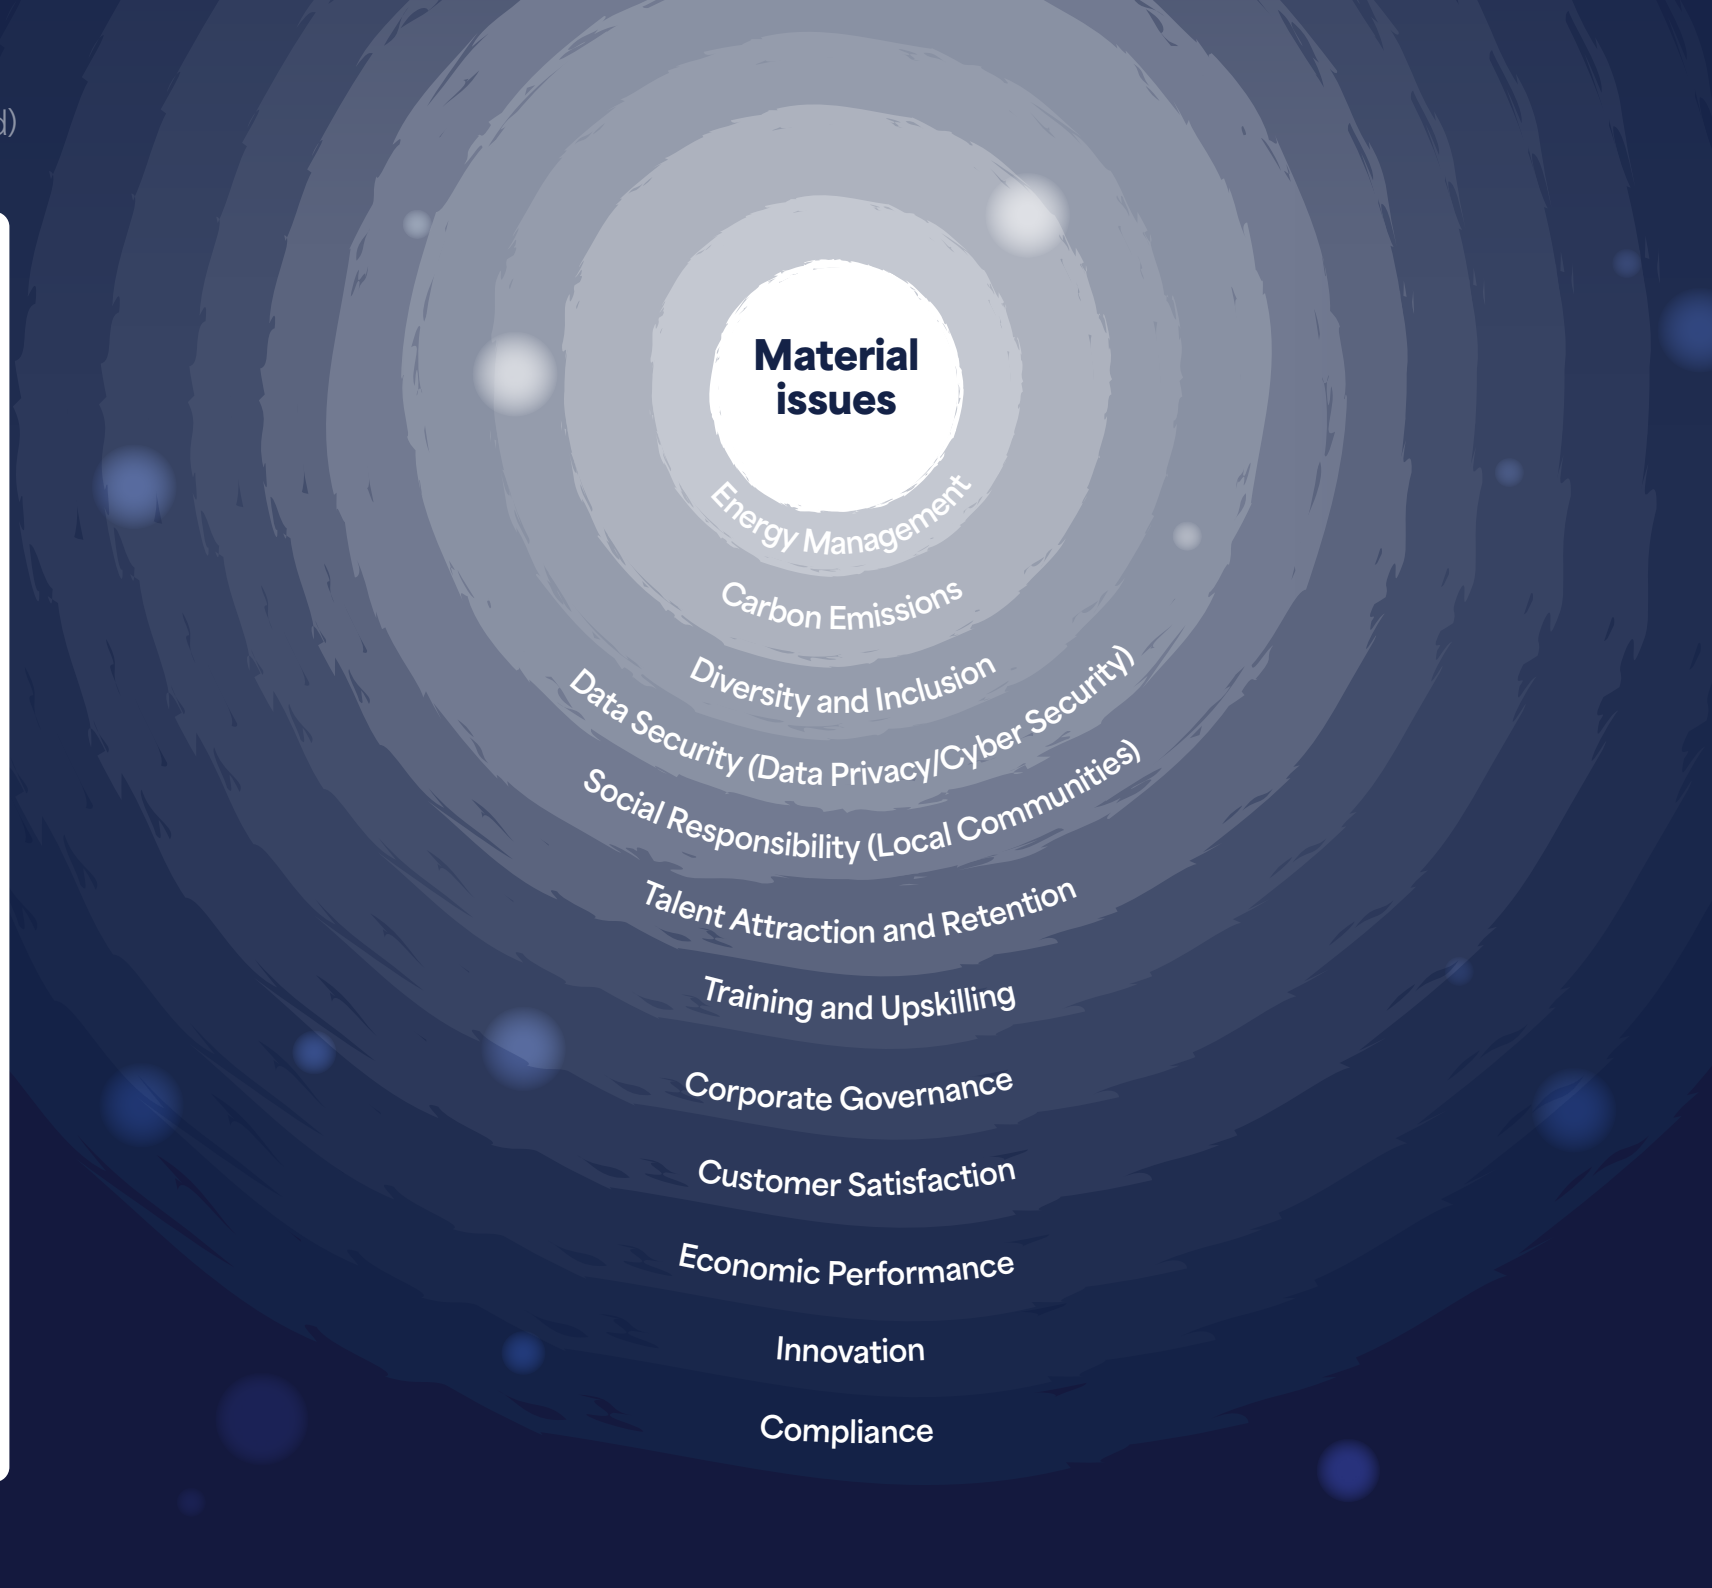 d)
Material
issues
Energy Management
Carbon Emissions
Diversity and Inclusion
Data Security (Data Privacy/Cyber Security)
Social Responsibility (Local Communities)
Talent Attraction and Retention
Training and Upskilling
Corporate Governance
Customer Satisfaction
Economic Performance
Innovation
Compliance